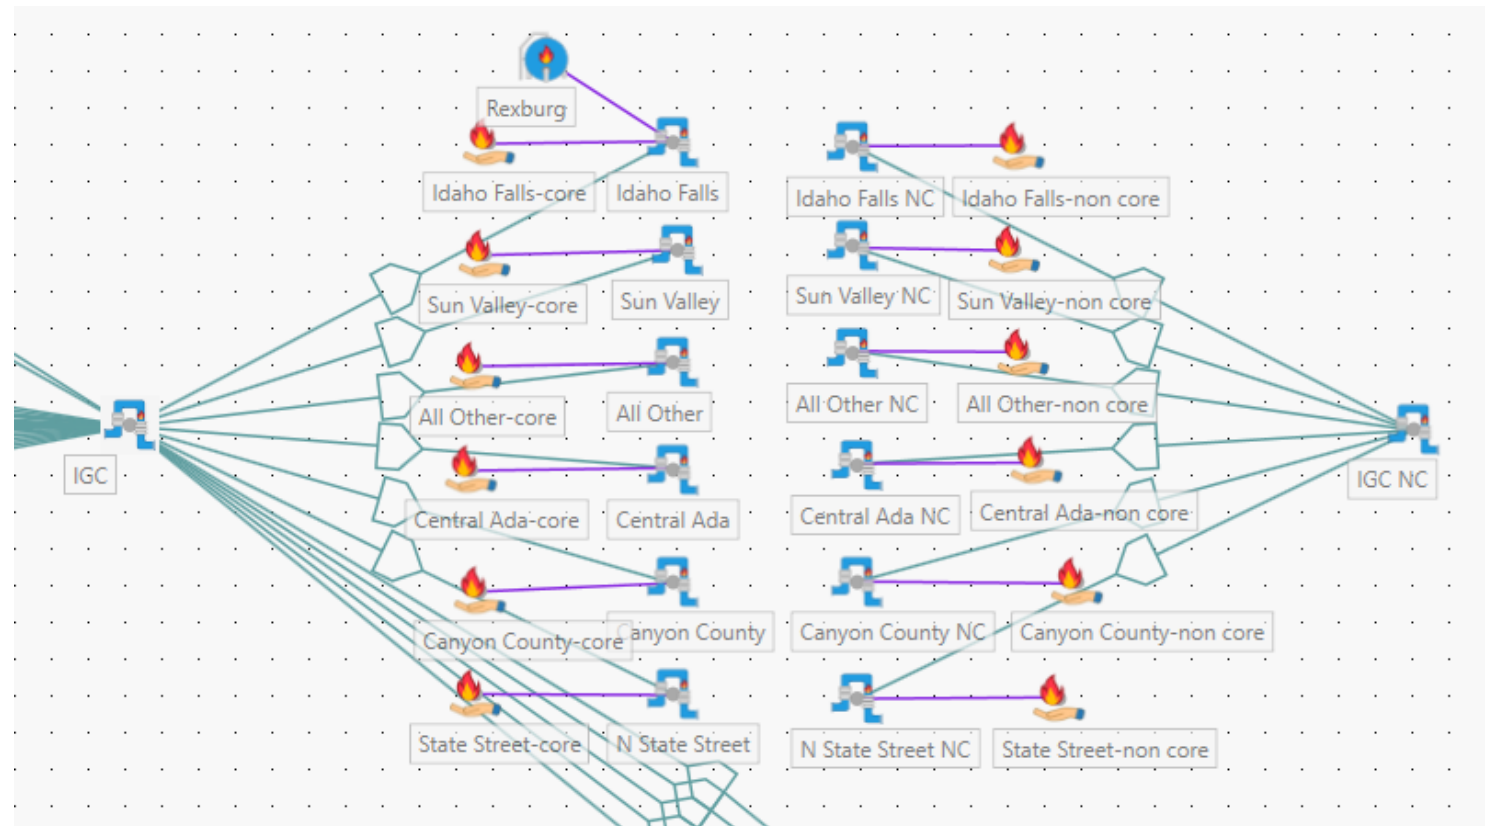 Rexburg
Idaho Falls-core
Idaho Falls
Idaho Falls NC
Idaho Falls-non core
Sun Valley-core
Sun Valley
Sun Valley NC
Sun Valley-non core
All Other-core
All Other
All Other NC
All Other-non core
IGC
IGC NC
Central Ada-core
Central Ada
Central Ada NC
Central Ada-non core
Canyon County-core
Canyon County
Canyon County NC
Canyon County-non core
State Street-core
N State Street
N State Street NC
State Street-non core